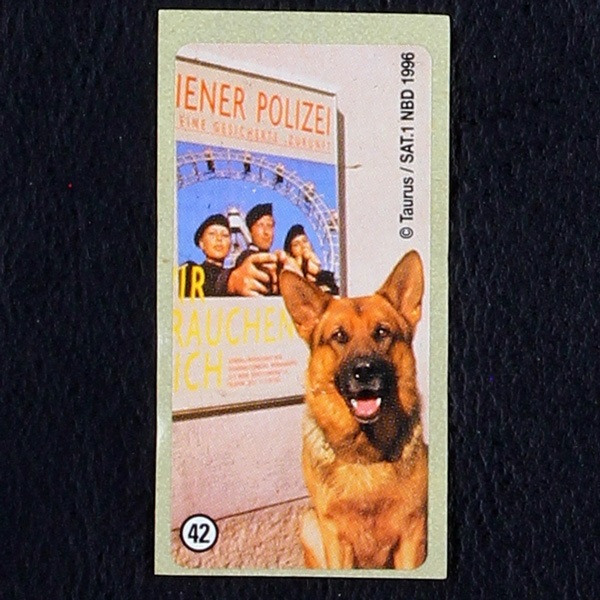 IENER POLIZEI
EINE GESICHERTE ZUKUNFT
IR
RAUCHEN
ICH
© Taurus / SAT.1 NBD 1996
42